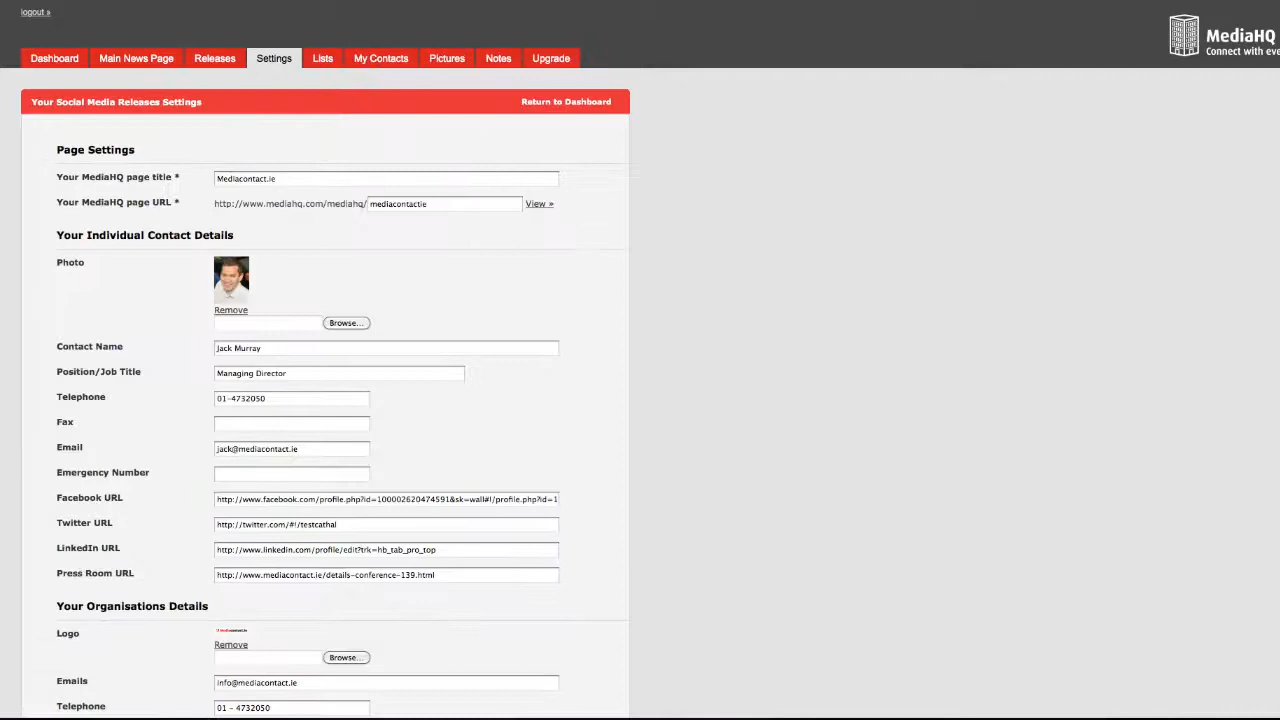 logout »
MediaHQ
Connect with eve
Dashboard Main News Page Releases Settings Lists My Contacts Pictures Notes Upgrade
Your Social Media Releases Settings Return to Dashboard
Page Settings
Your MediaHQ page title * Mediacontact.ie
Your MediaHQ page URL * http://www.mediahq.com/mediahq/ mediacontactie View »
Your Individual Contact Details
Photo
Remove
Browse...
Contact Name Jack Murray
Position/Job Title Managing Director
Telephone 01-4732050
Fax
Email jack@mediacontact.ie
Emergency Number
Facebook URL http://www.facebook.com/profile.php?id=100002620474591&sk=wall#!/profile.php?id=1
Twitter URL http://twitter.com/#!/testcathal
LinkedIn URL http://www.linkedin.com/profile/edit?trk=hb_tab_pro_top
Press Room URL http://www.mediacontact.ie/details-conference-139.html
Your Organisations Details
Logo mediacontact.ie
Remove
Browse...
Emails info@mediacontact.ie
Telephone 01 - 4732050